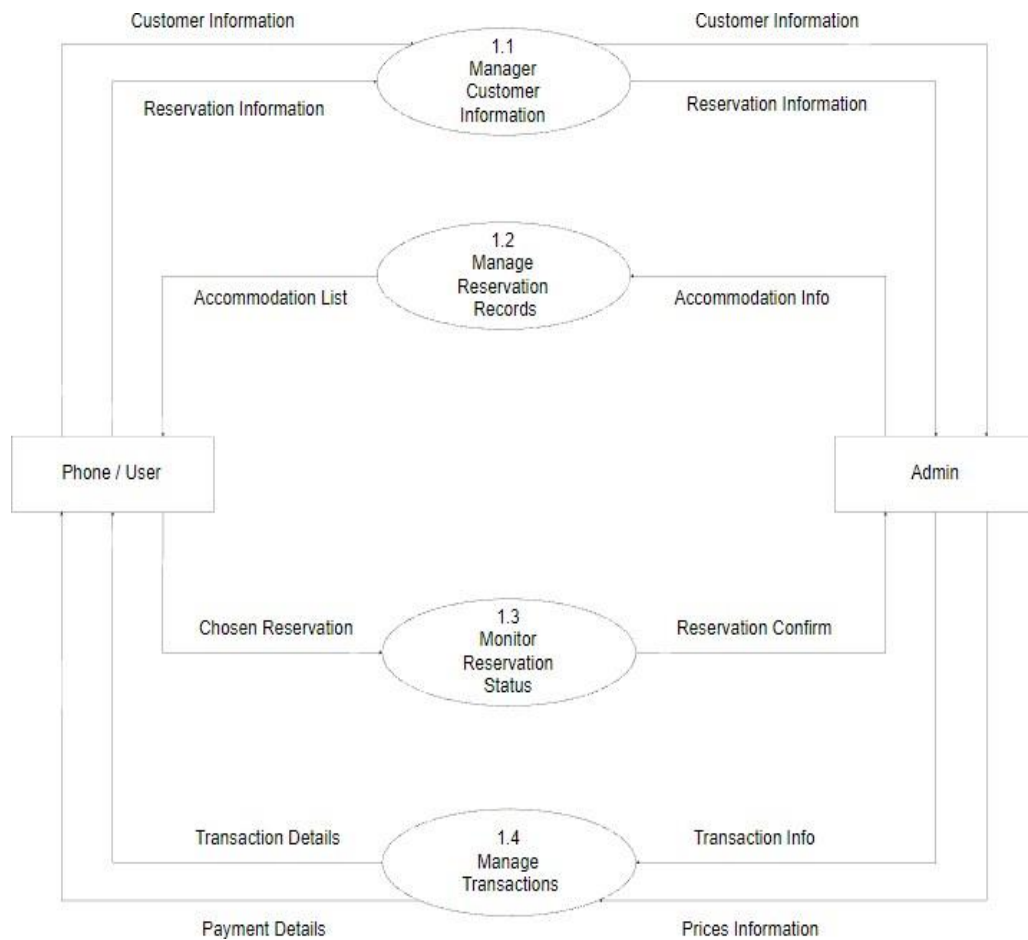 Customer Information
Customer Information
1.1
Manager
Customer
Information
Reservation Information
Reservation Information
1.2
Manage
Reservation
Records
Accommodation List
Accommodation Info
Phone / User
Admin
1.3
Monitor
Reservation
Status
Chosen Reservation
Reservation Confirm
1.4
Manage
Transactions
Transaction Details
Transaction Info
Payment Details
Prices Information